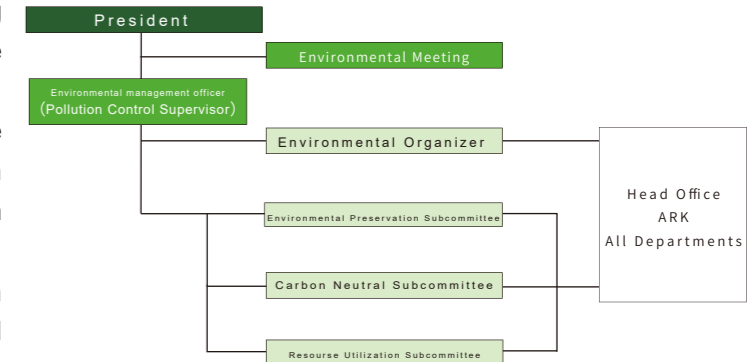 President
Environmental Meeting
Environmental management officer
(Pollution Control Supervisor)
Environmental Organizer
Environmental Preservation Subcommittee
Carbon Neutral Subcommittee
Resourse Utilization Subcommittee
Head Office
ARK
All Departments